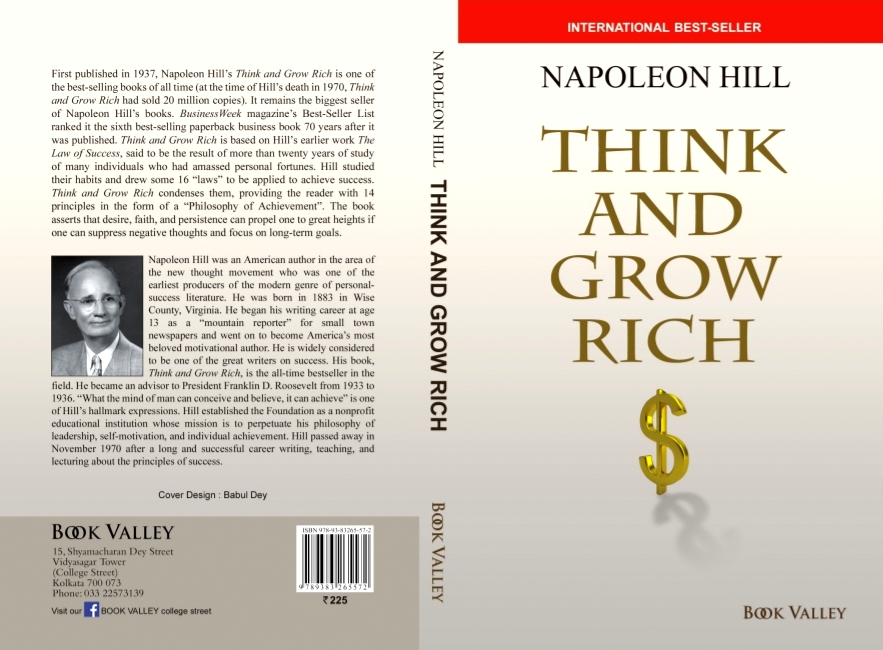 First published in 1937, Napoleon Hill's Think and Grow Rich is one of
the best-selling books of all time (at the time of Hill's death in 1970, Think
and Grow Rich had sold 20 million copies). It remains the biggest seller
of Napoleon Hill's books. BusinessWeek magazine's Best-Seller List
ranked it the sixth best-selling paperback business book 70 years after it
was published. Think and Grow Rich is based on Hill's earlier work The
Law of Success, said to be the result of more than twenty years of study
of many individuals who had amassed personal fortunes. Hill studied
their habits and drew some 16 “laws” to be applied to achieve success.
Think and Grow Rich condenses them, providing the reader with 14
principles in the form of a “Philosophy of Achievement”. The book
asserts that desire, faith, and persistence can propel one to great heights if
one can suppress negative thoughts and focus on long-term goals.
Napoleon Hill was an American author in the area of
the new thought movement who was one of the
earliest producers of the modern genre of personal-
success literature. He was born in 1883 in Wise
County, Virginia. He began his writing career at age
13 as a “mountain reporter” for small town
newspapers and went on to become America's most
beloved motivational author. He is widely considered
to be one of the great writers on success. His book,
Think and Grow Rich, is the all-time bestseller in the
field. He became an advisor to President Franklin D. Roosevelt from 1933 to
1936. “What the mind of man can conceive and believe, it can achieve” is one
of Hill's hallmark expressions. Hill established the Foundation as a nonprofit
educational institution whose mission is to perpetuate his philosophy of
leadership, self-motivation, and individual achievement. Hill passed away in
November 1970 after a long and successful career writing, teaching, and
lecturing about the principles of success.
Cover Design : Babul Dey
BOOK VALLEY
15, Shyamacharan Dey Street
Vidyasagar Tower
(College Street)
Kolkata 700 073
Phone: 033 22573139
Visit our f BOOK VALLEY college street
ISBN 978-93-83265-57-2
9 789383 265572
₹ 225
NAPOLEON HILL THINK AND GROW RICH BOOK VALLEY
INTERNATIONAL BEST-SELLER
NAPOLEON HILL
THINK
AND
GROW
RICH
$
BOOK VALLEY